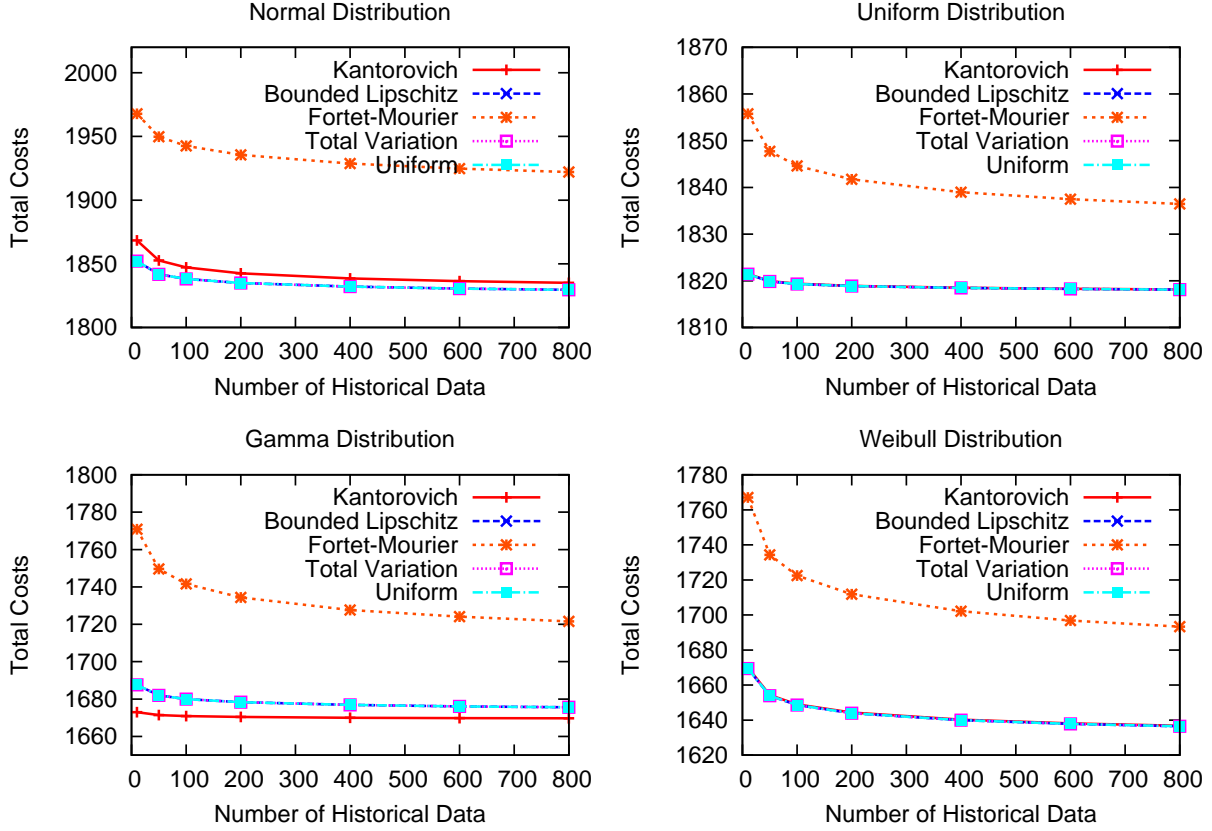 Normal Distribution
Total Costs
2000
1950
1900
1850
1800
Kantorovich
Bounded Lipschitz
Fortet-Mourier
Total Variation
Uniform
0 100 200 300 400 500 600 700 800
Number of Historical Data
Uniform Distribution
Total Costs
1870
1860
1850
1840
1830
1820
1810
Kantorovich
Bounded Lipschitz
Fortet-Mourier
Total Variation
Uniform
0 100 200 300 400 500 600 700 800
Number of Historical Data
Gamma Distribution
Total Costs
1800
1780
1760
1740
1720
1700
1680
1660
Kantorovich
Bounded Lipschitz
Fortet-Mourier
Total Variation
Uniform
0 100 200 300 400 500 600 700 800
Number of Historical Data
Weibull Distribution
Total Costs
1780
1760
1740
1720
1700
1680
1660
1640
1620
Kantorovich
Bounded Lipschitz
Fortet-Mourier
Total Variation
Uniform
0 100 200 300 400 500 600 700 800
Number of Historical Data